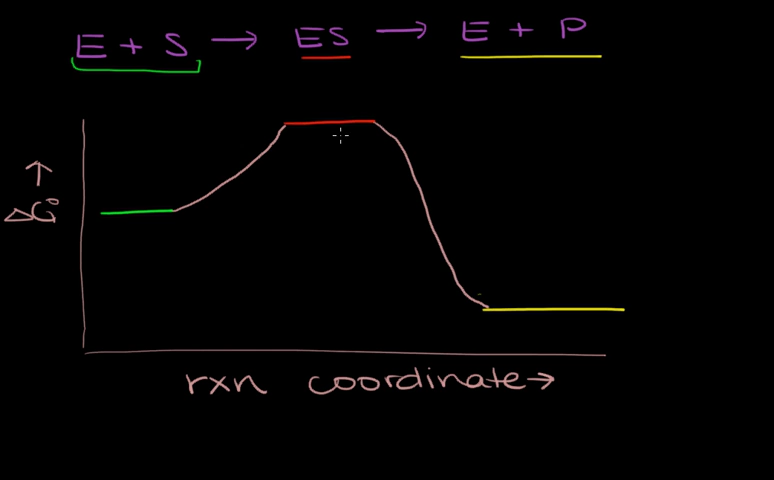 E + S → ES → E + P
↑
ΔG°
rxn coordinate →